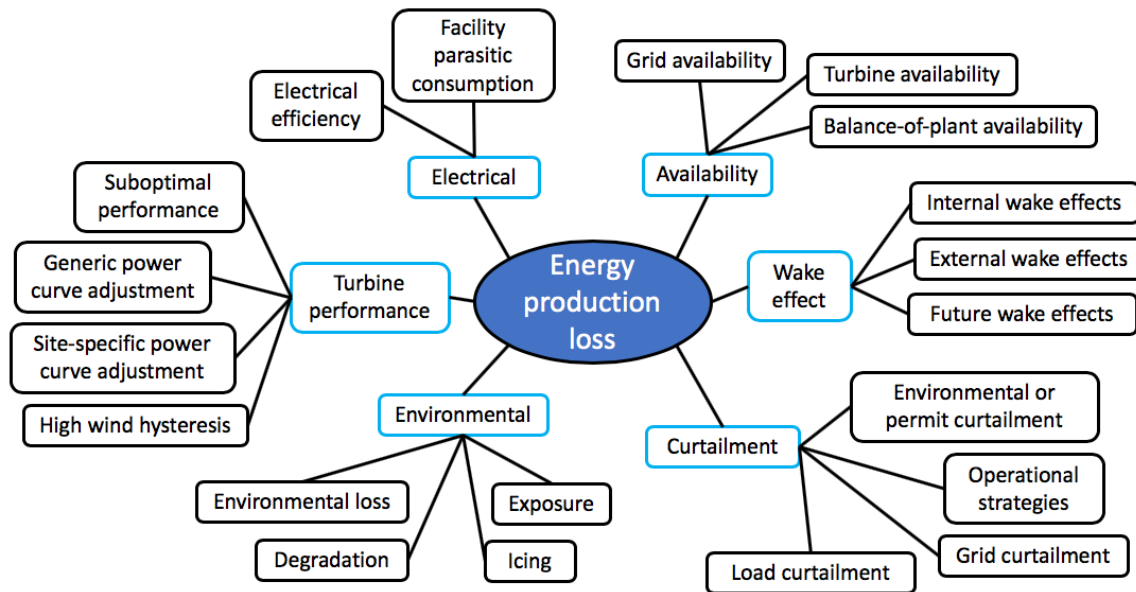 Facility
parasitic
consumption
Grid availability
Turbine availability
Electrical
efficiency
Balance-of-plant availability
Electrical
Availability
Suboptimal
performance
Internal wake effects
Generic power
curve adjustment
Turbine
performance
Energy
production
loss
Wake
effect
External wake effects
Future wake effects
Site-specific power
curve adjustment
High wind hysteresis
Environmental
Curtailment
Environmental or
permit curtailment
Environmental loss
Exposure
Operational
strategies
Degradation
Icing
Load curtailment
Grid curtailment